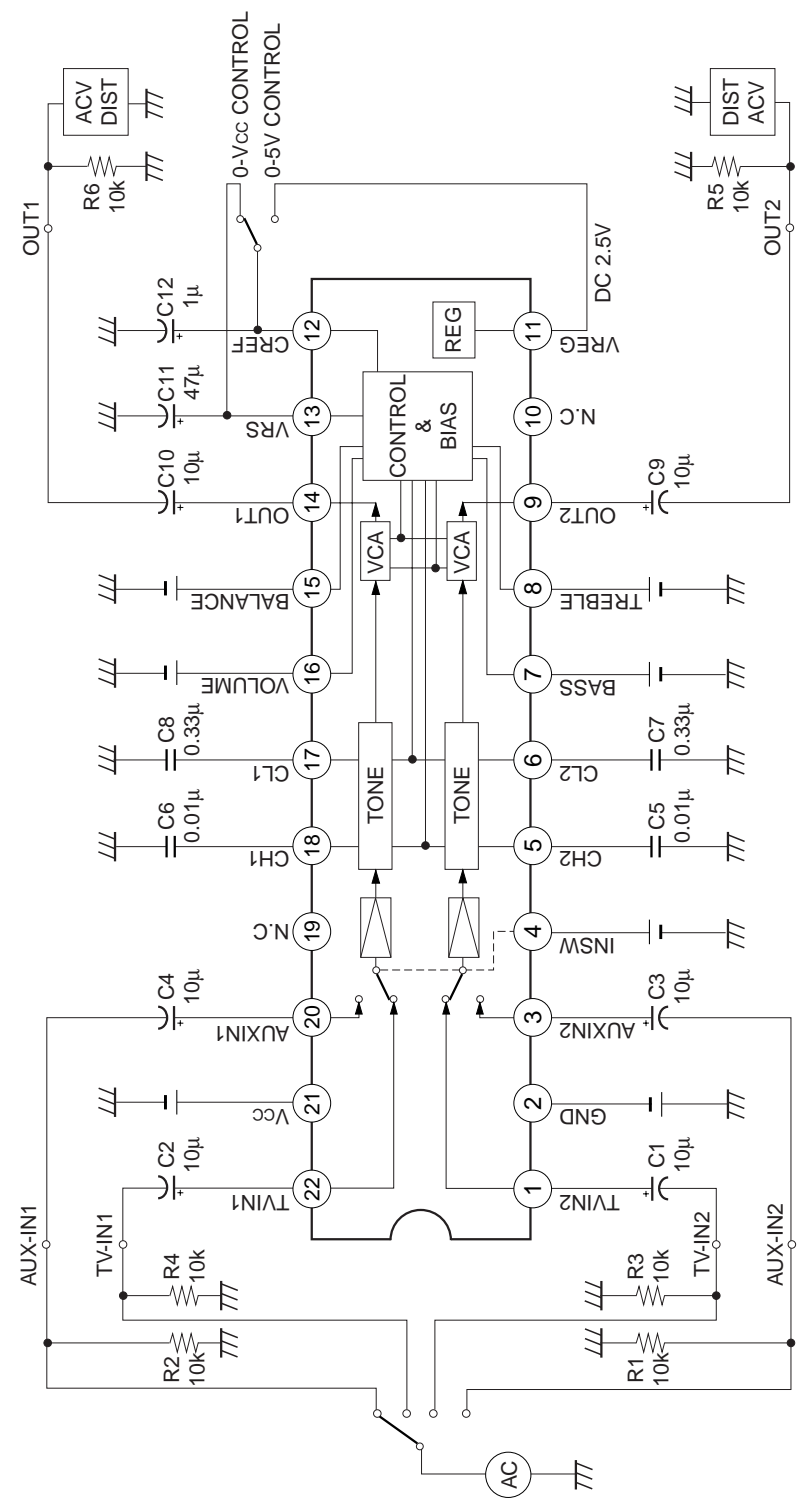 ACV
DIST
R6
10k
OUT1
0-Vcc CONTROL
0-5V CONTROL
DIST
ACV
R5
10k
OUT2
DC 2.5V
C12
1µ
C11
47µ
C10
10µ
C8
0.33µ
C6
0.01µ
C4
10µ
C2
10µ
12
CREF
13
VRS
14
OUT1
15
BALANCE
16
VOLUME
17
CL1
18
CH1
19
N.C
20
AUXIN1
21
Vcc
22
TVIN1
REG
CONTROL
&
BIAS
VCA
VCA
TONE
TONE
11
VREG
10
N.C
9
OUT2
8
TREBLE
7
BASS
6
CL2
5
CH2
4
INSW
3
AUXIN2
2
GND
1
TVIN2
C9
10µ
C7
0.33µ
C5
0.01µ
C3
10µ
C1
10µ
AUX-IN1
TV-IN1
R4
10k
R2
10k
TV-IN2
AUX-IN2
R3
10k
R1
10k
AC